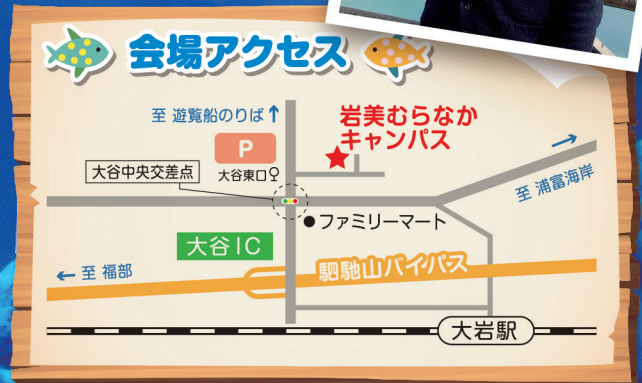 会場アクセス
至 遊覧船のりば↑
岩美むらなか
キャンパス
P
大谷東口
大谷中央交差点
至 浦富海岸
●ファミリーマート
大谷IC
駟馳山バイパス
← 至 福部
大岩駅